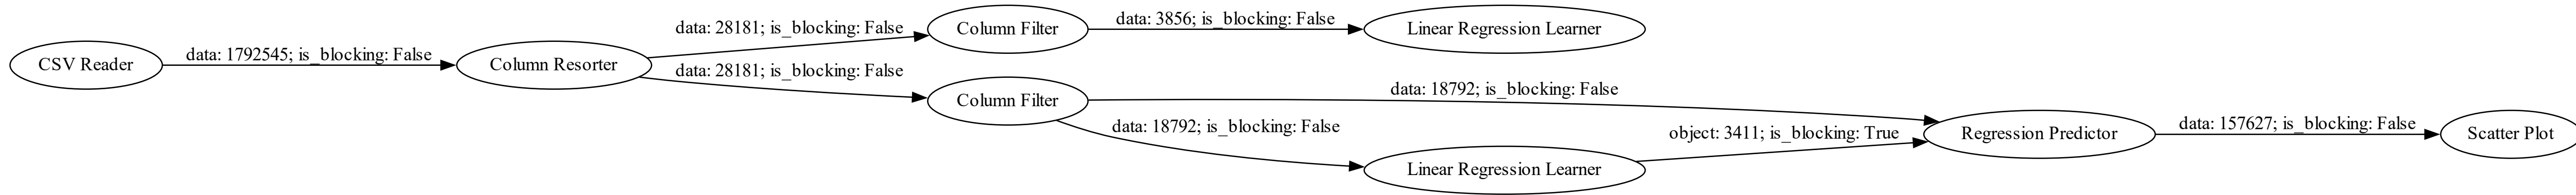 CSV Reader
data: 1792545; is_blocking: False
Column Resorter
data: 28181; is_blocking: False
Column Filter
data: 3856; is_blocking: False
Linear Regression Learner
data: 28181; is_blocking: False
Column Filter
data: 18792; is_blocking: False
data: 18792; is_blocking: False
Linear Regression Learner
object: 3411; is_blocking: True
Regression Predictor
data: 157627; is_blocking: False
Scatter Plot